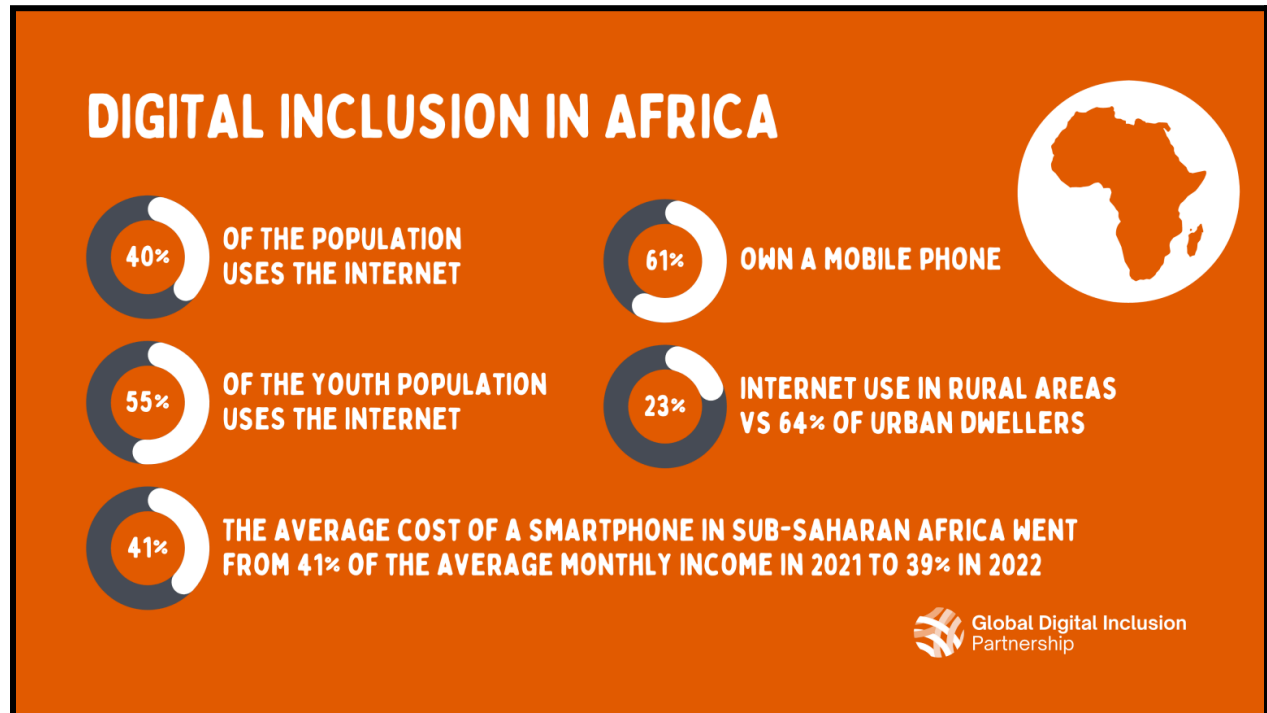 DIGITAL INCLUSION IN AFRICA
40%
OF THE POPULATION
USES THE INTERNET
61%
OWN A MOBILE PHONE
55%
OF THE YOUTH POPULATION
USES THE INTERNET
23%
INTERNET USE IN RURAL AREAS
VS 64% OF URBAN DWELLERS
41%
THE AVERAGE COST OF A SMARTPHONE IN SUB-SAHARAN AFRICA WENT
FROM 41% OF THE AVERAGE MONTHLY INCOME IN 2021 TO 39% IN 2022
Global Digital Inclusion
Partnership